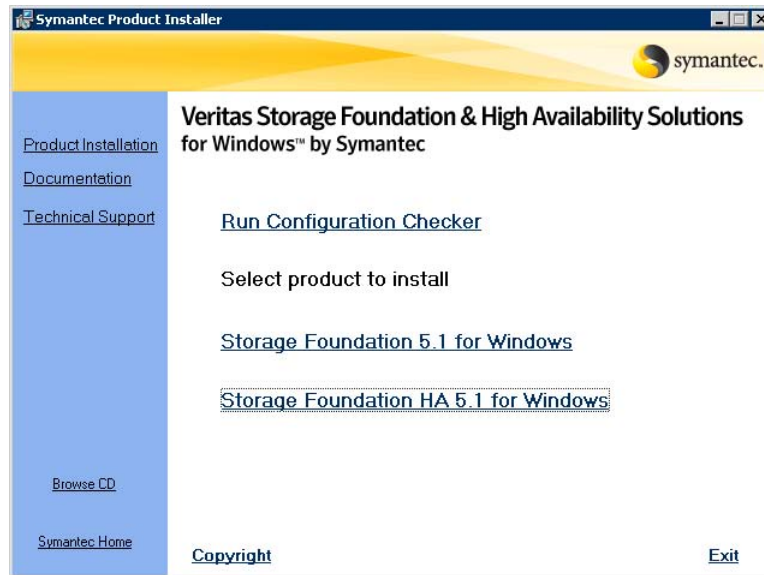 Symantec Product Installer
symantec.
Veritas Storage Foundation & High Availability Solutions
for Windows™ by Symantec
Product Installation
Documentation
Technical Support
Run Configuration Checker
Select product to install
Storage Foundation 5.1 for Windows
Storage Foundation HA 5.1 for Windows
Browse CD
Symantec Home
Copyright
Exit